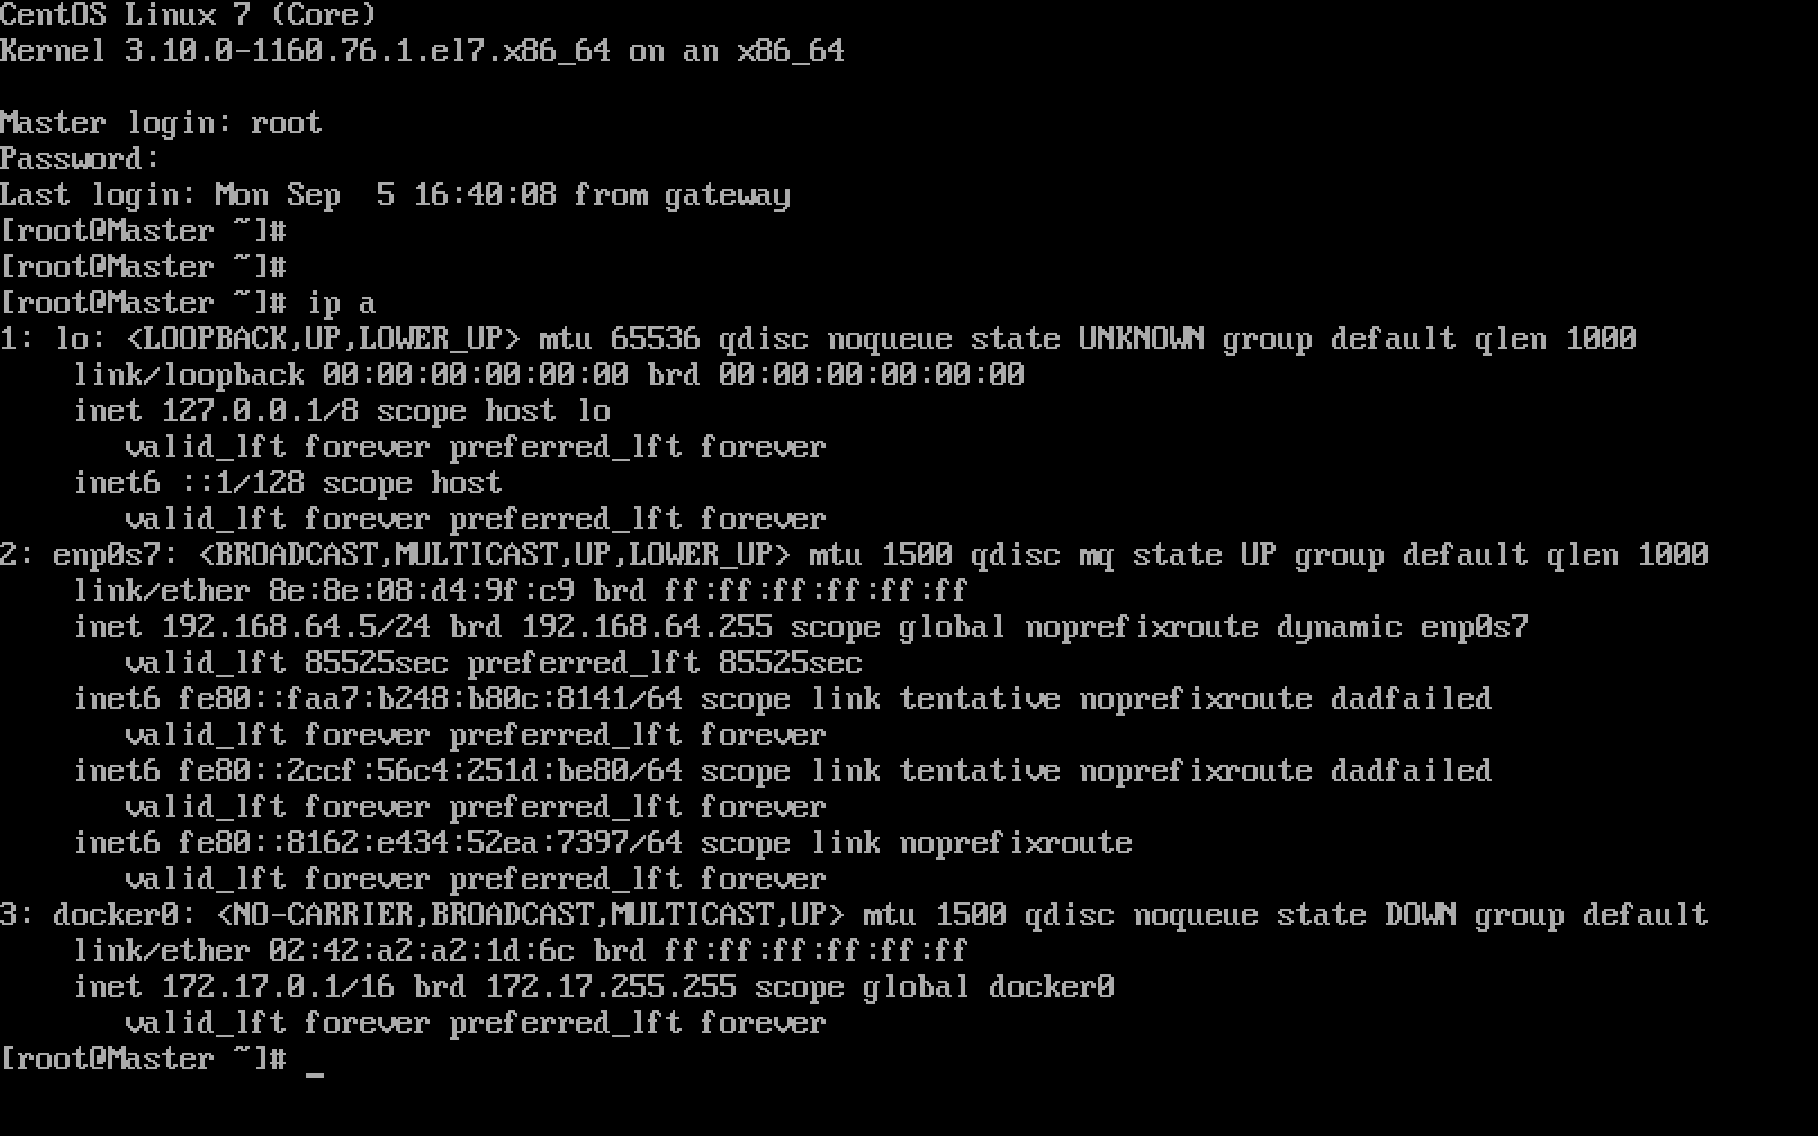 CentOS Linux 7 (Core)
Kernel 3.10.0-1160.76.1.el7.x86_64 on an x86_64
Master login: root
Password:
Last login: Mon Sep  5 16:40:08 from gateway
[root@Master ~]#
[root@Master ~]#
[root@Master ~]# ip a
1: lo: <LOOPBACK,UP,LOWER_UP> mtu 65536 qdisc noqueue state UNKNOWN group default qlen 1000
    link/loopback 00:00:00:00:00:00 brd 00:00:00:00:00:00
    inet 127.0.0.1/8 scope host lo
       valid_lft forever preferred_lft forever
    inet6 ::1/128 scope host
       valid_lft forever preferred_lft forever
2: enp0s7: <BROADCAST,MULTICAST,UP,LOWER_UP> mtu 1500 qdisc mq state UP group default qlen 1000
    link/ether 8e:8e:08:d4:9f:c9 brd ff:ff:ff:ff:ff:ff
    inet 192.168.64.5/24 brd 192.168.64.255 scope global noprefixroute dynamic enp0s7
       valid_lft 85525sec preferred_lft 85525sec
    inet6 fe80::faa7:b248:b80c:8141/64 scope link tentative noprefixroute dadfailed
       valid_lft forever preferred_lft forever
    inet6 fe80::2ccf:56c4:251d:be80/64 scope link tentative noprefixroute dadfailed
       valid_lft forever preferred_lft forever
    inet6 fe80::8162:e434:52ea:7397/64 scope link noprefixroute
       valid_lft forever preferred_lft forever
3: docker0: <NO-CARRIER,BROADCAST,MULTICAST,UP> mtu 1500 qdisc noqueue state DOWN group default
    link/ether 02:42:a2:a2:1d:6c brd ff:ff:ff:ff:ff:ff
    inet 172.17.0.1/16 brd 172.17.255.255 scope global docker0
       valid_lft forever preferred_lft forever
[root@Master ~]# _